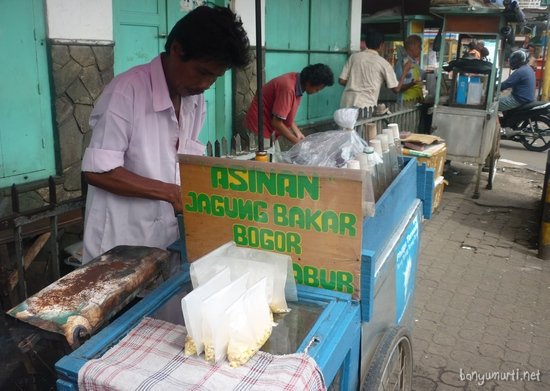 ASINAN
JAGUNG BAKAR
BOGOR
ABUR
banyumurti.net